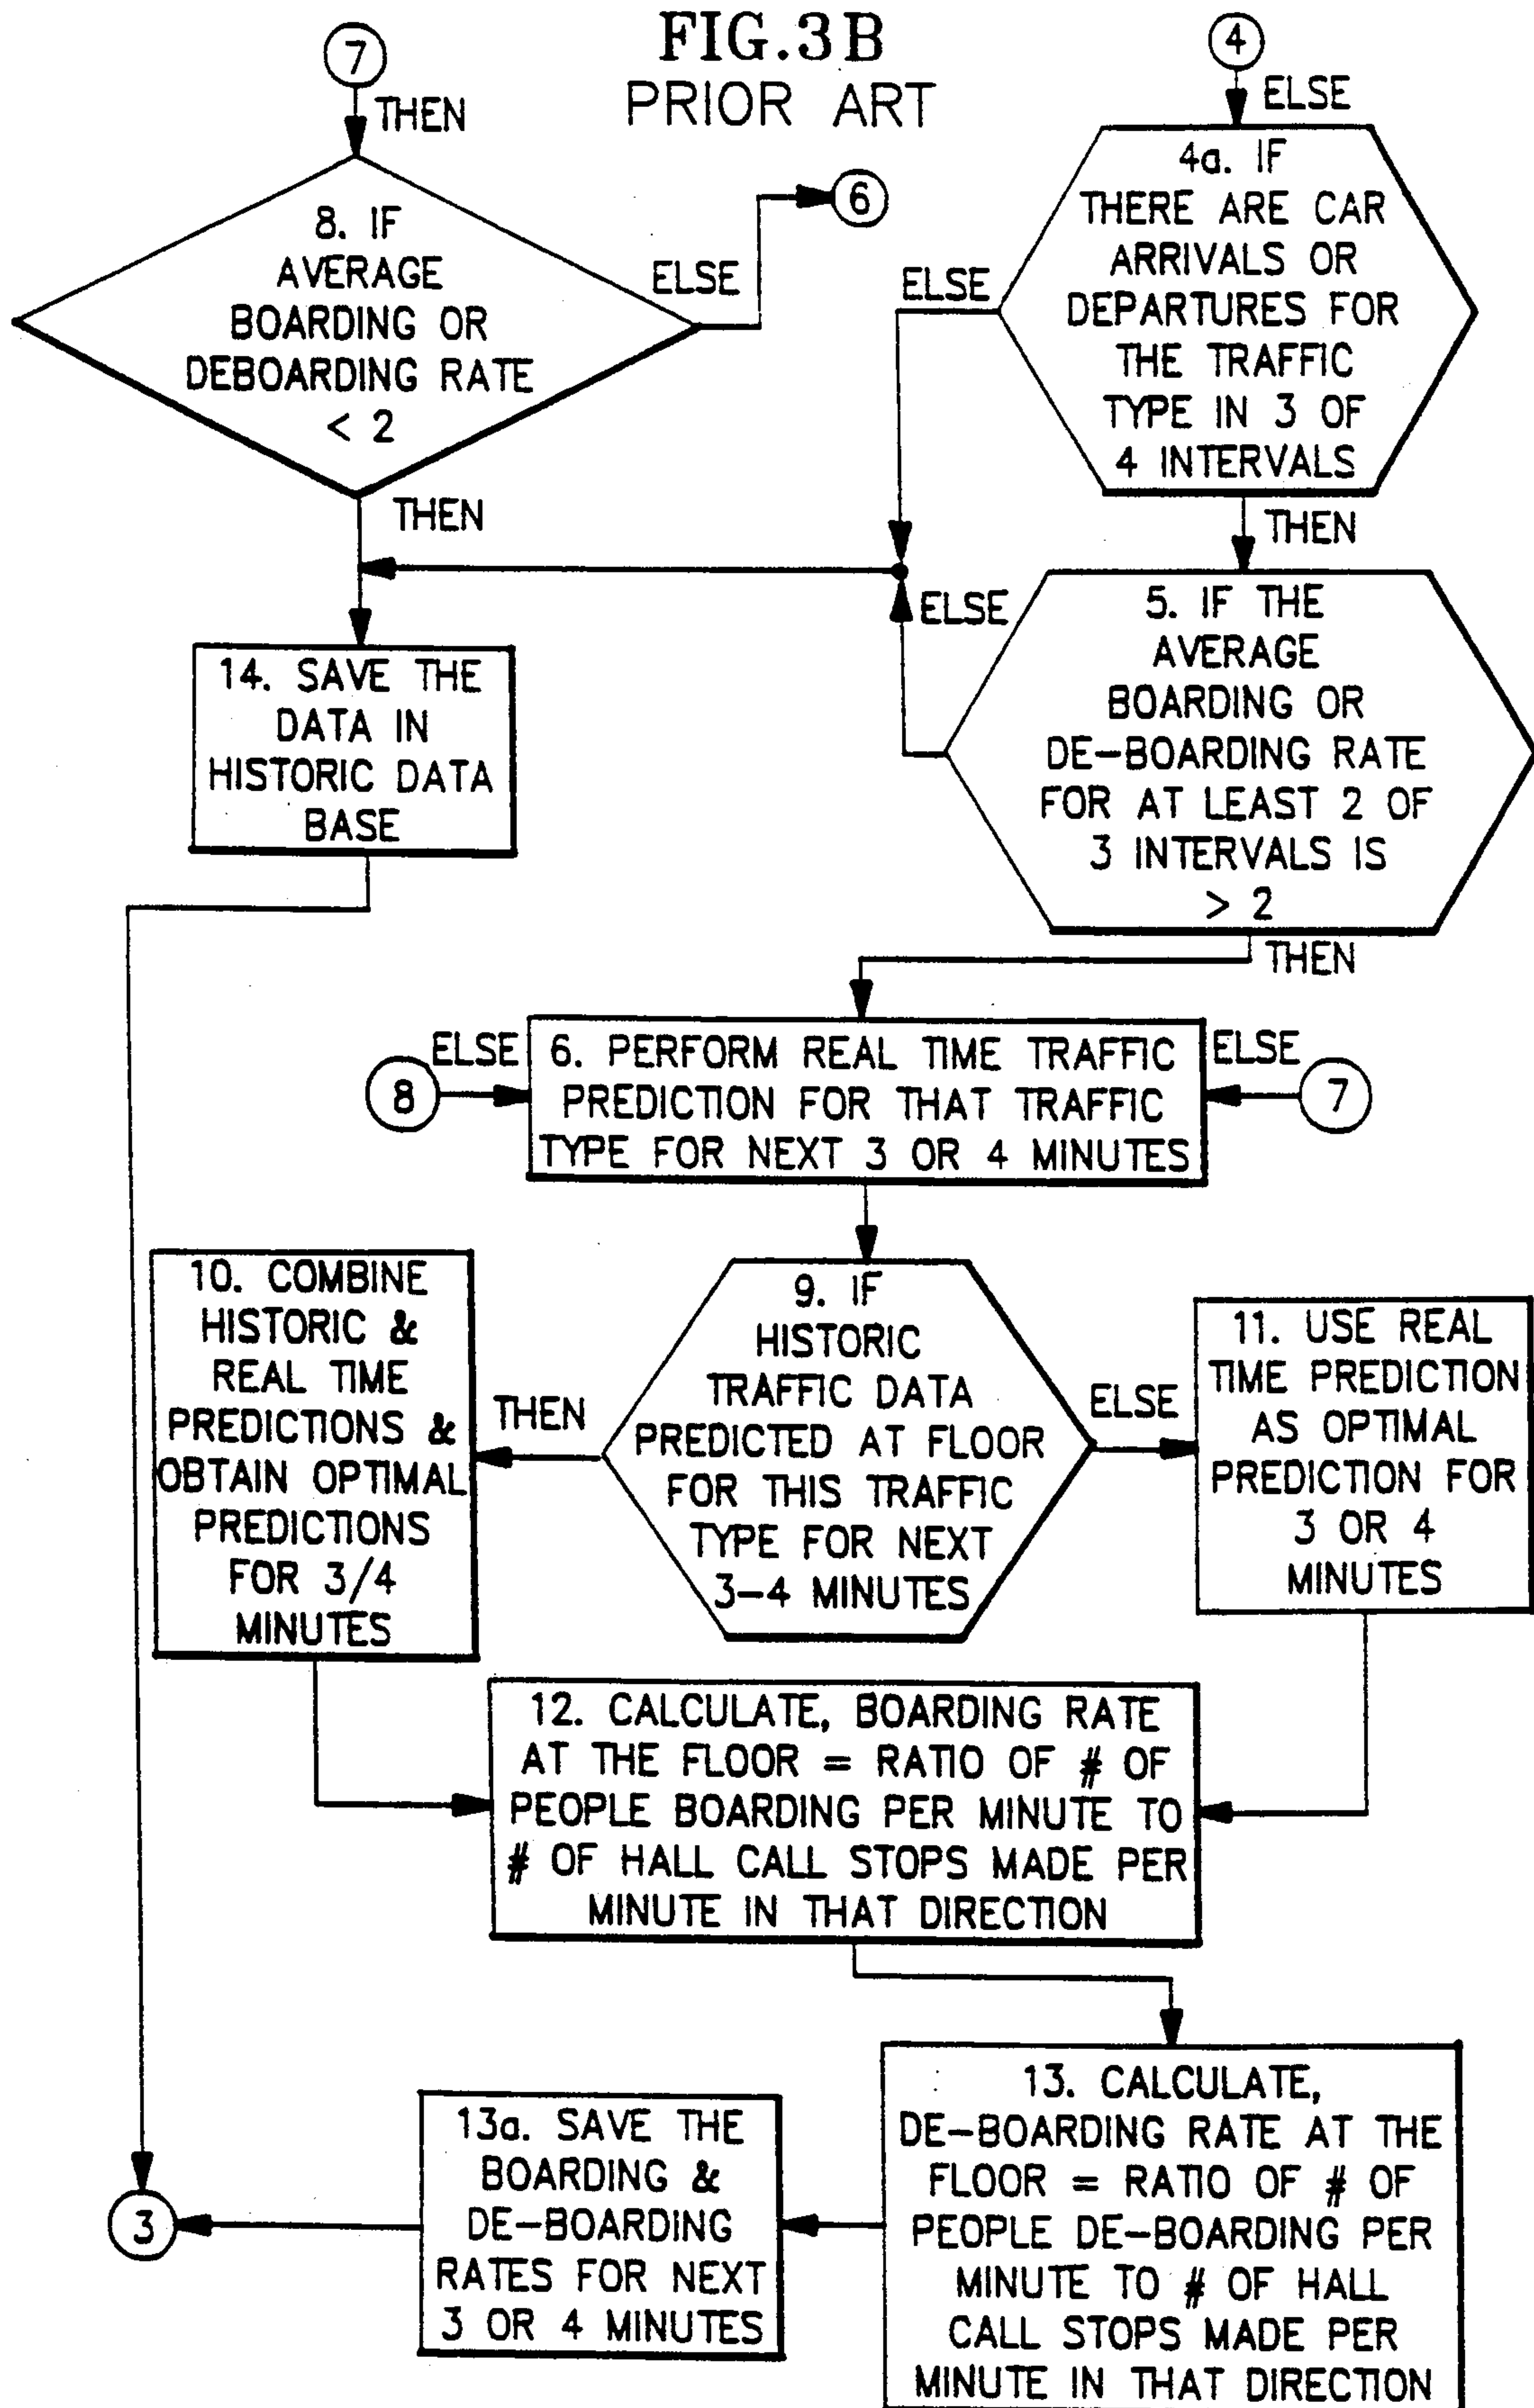 FIG.3B
PRIOR ART
7
THEN
8. IF
AVERAGE
BOARDING OR
DEBOARDING RATE
< 2
ELSE
6
THEN
4
ELSE
4a. IF
THERE ARE CAR
ARRIVALS OR
DEPARTURES FOR
THE TRAFFIC
TYPE IN 3 OF
4 INTERVALS
ELSE
THEN
5. IF THE
AVERAGE
BOARDING OR
DE-BOARDING RATE
FOR AT LEAST 2 OF
3 INTERVALS IS
> 2
ELSE
THEN
14. SAVE THE
DATA IN
HISTORIC DATA
BASE
8
ELSE
6. PERFORM REAL TIME TRAFFIC
PREDICTION FOR THAT TRAFFIC
TYPE FOR NEXT 3 OR 4 MINUTES
ELSE
7
9. IF
HISTORIC
TRAFFIC DATA
PREDICTED AT FLOOR
FOR THIS TRAFFIC
TYPE FOR NEXT
3-4 MINUTES
THEN
10. COMBINE
HISTORIC &
REAL TIME
PREDICTIONS &
OBTAIN OPTIMAL
PREDICTIONS
FOR 3/4
MINUTES
ELSE
11. USE REAL
TIME PREDICTION
AS OPTIMAL
PREDICTION FOR
3 OR 4
MINUTES
12. CALCULATE, BOARDING RATE
AT THE FLOOR = RATIO OF # OF
PEOPLE BOARDING PER MINUTE TO
# OF HALL CALL STOPS MADE PER
MINUTE IN THAT DIRECTION
13. CALCULATE,
DE-BOARDING RATE AT THE
FLOOR = RATIO OF # OF
PEOPLE DE-BOARDING PER
MINUTE TO # OF HALL
CALL STOPS MADE PER
MINUTE IN THAT DIRECTION
13a. SAVE THE
BOARDING &
DE-BOARDING
RATES FOR NEXT
3 OR 4 MINUTES
3